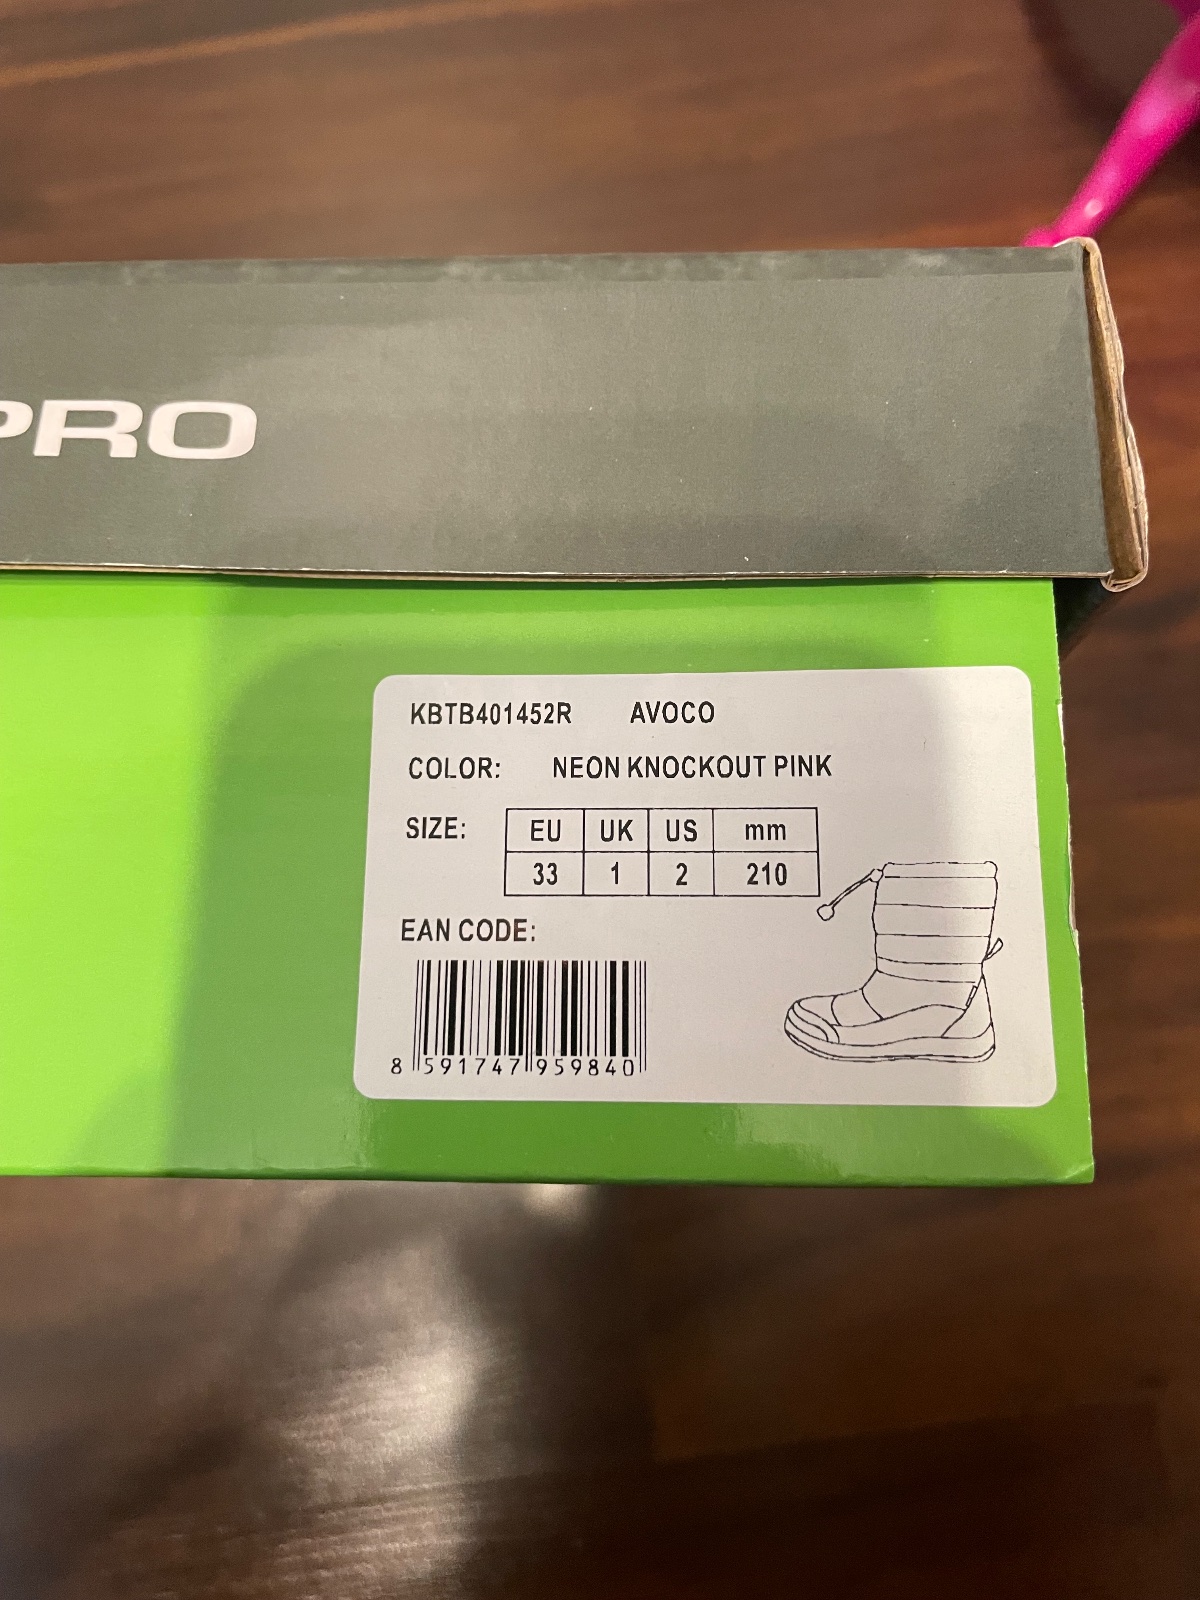 PRO
KBTB401452R AVOCO
COLOR: NEON KNOCKOUT PINK
SIZE: EU UK US mm
33 1 2 210
EAN CODE:
8 591747 959840